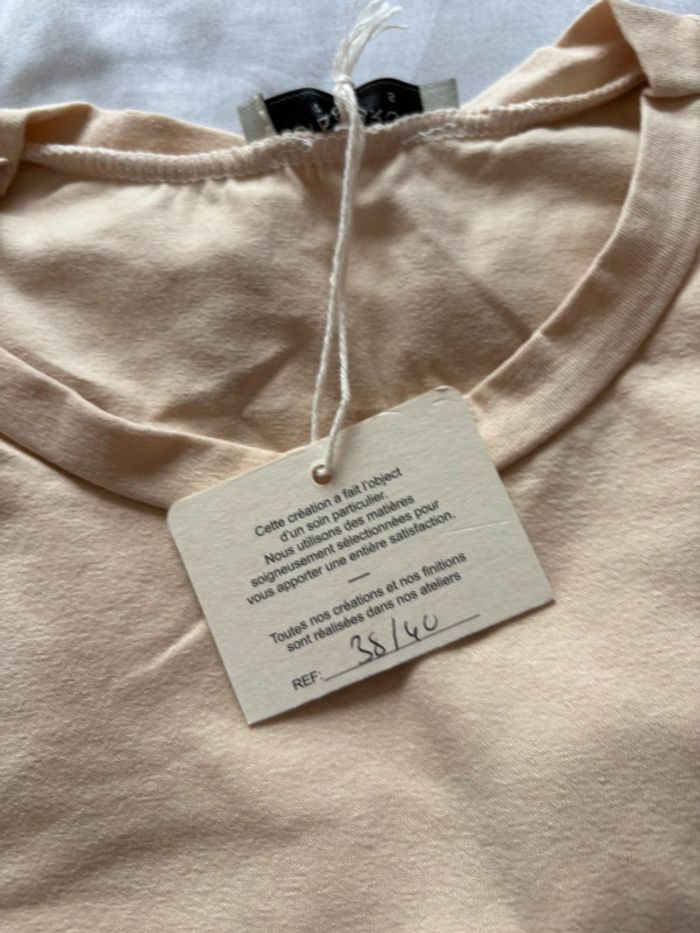 Cette création a fait l'object
d'un soin particulier.
Nous utilisons des matières
soigneusement sélectionnées pour
vous apporter une entière satisfaction.
—
Toutes nos créations et nos finitions
sont réalisées dans nos ateliers
REF: 38/40